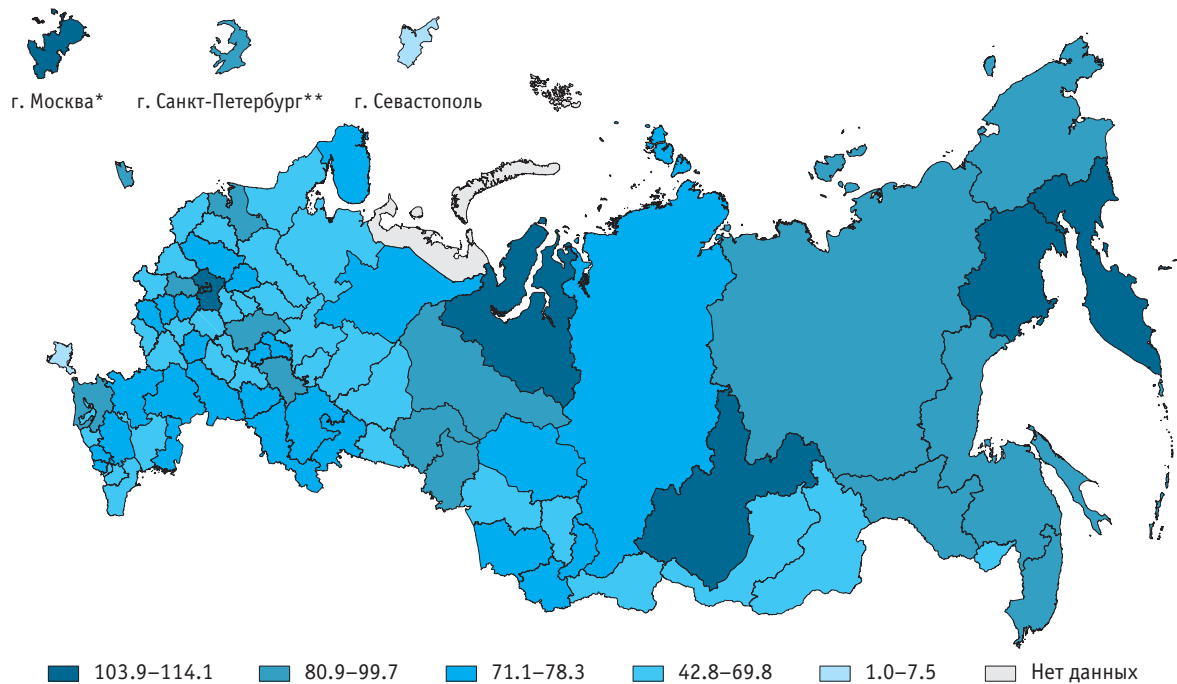 г. Москва* г. Санкт-Петербург** г. Севастополь
103.9–114.1 80.9–99.7 71.1–78.3 42.8–69.8 1.0–7.5 Нет данных